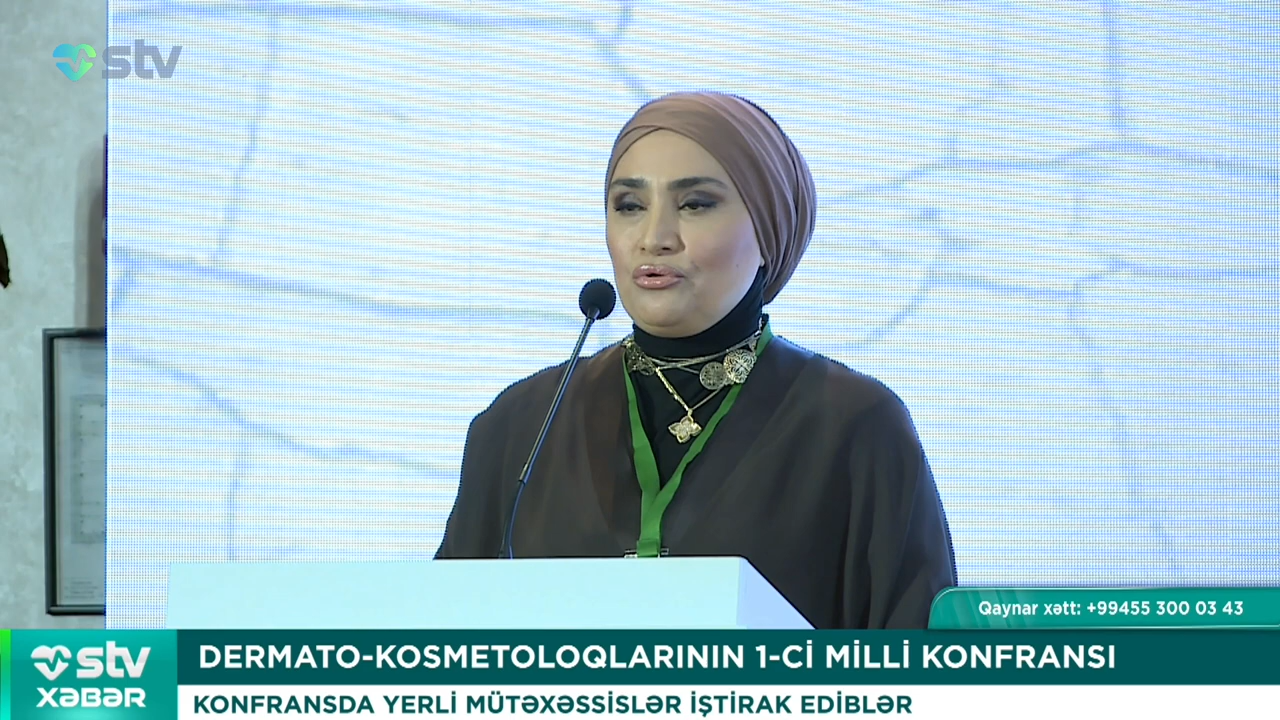 stv
Qaynar xətt: +99455 300 03 43
stv
XƏBƏR
DERMATO-KOSMETOLOQLARININ 1-Cİ MİLLİ KONFRANSI
KONFRANSDA YERLİ MÜTƏXƏSSİSLƏR İŞTİRAK EDİBLƏR